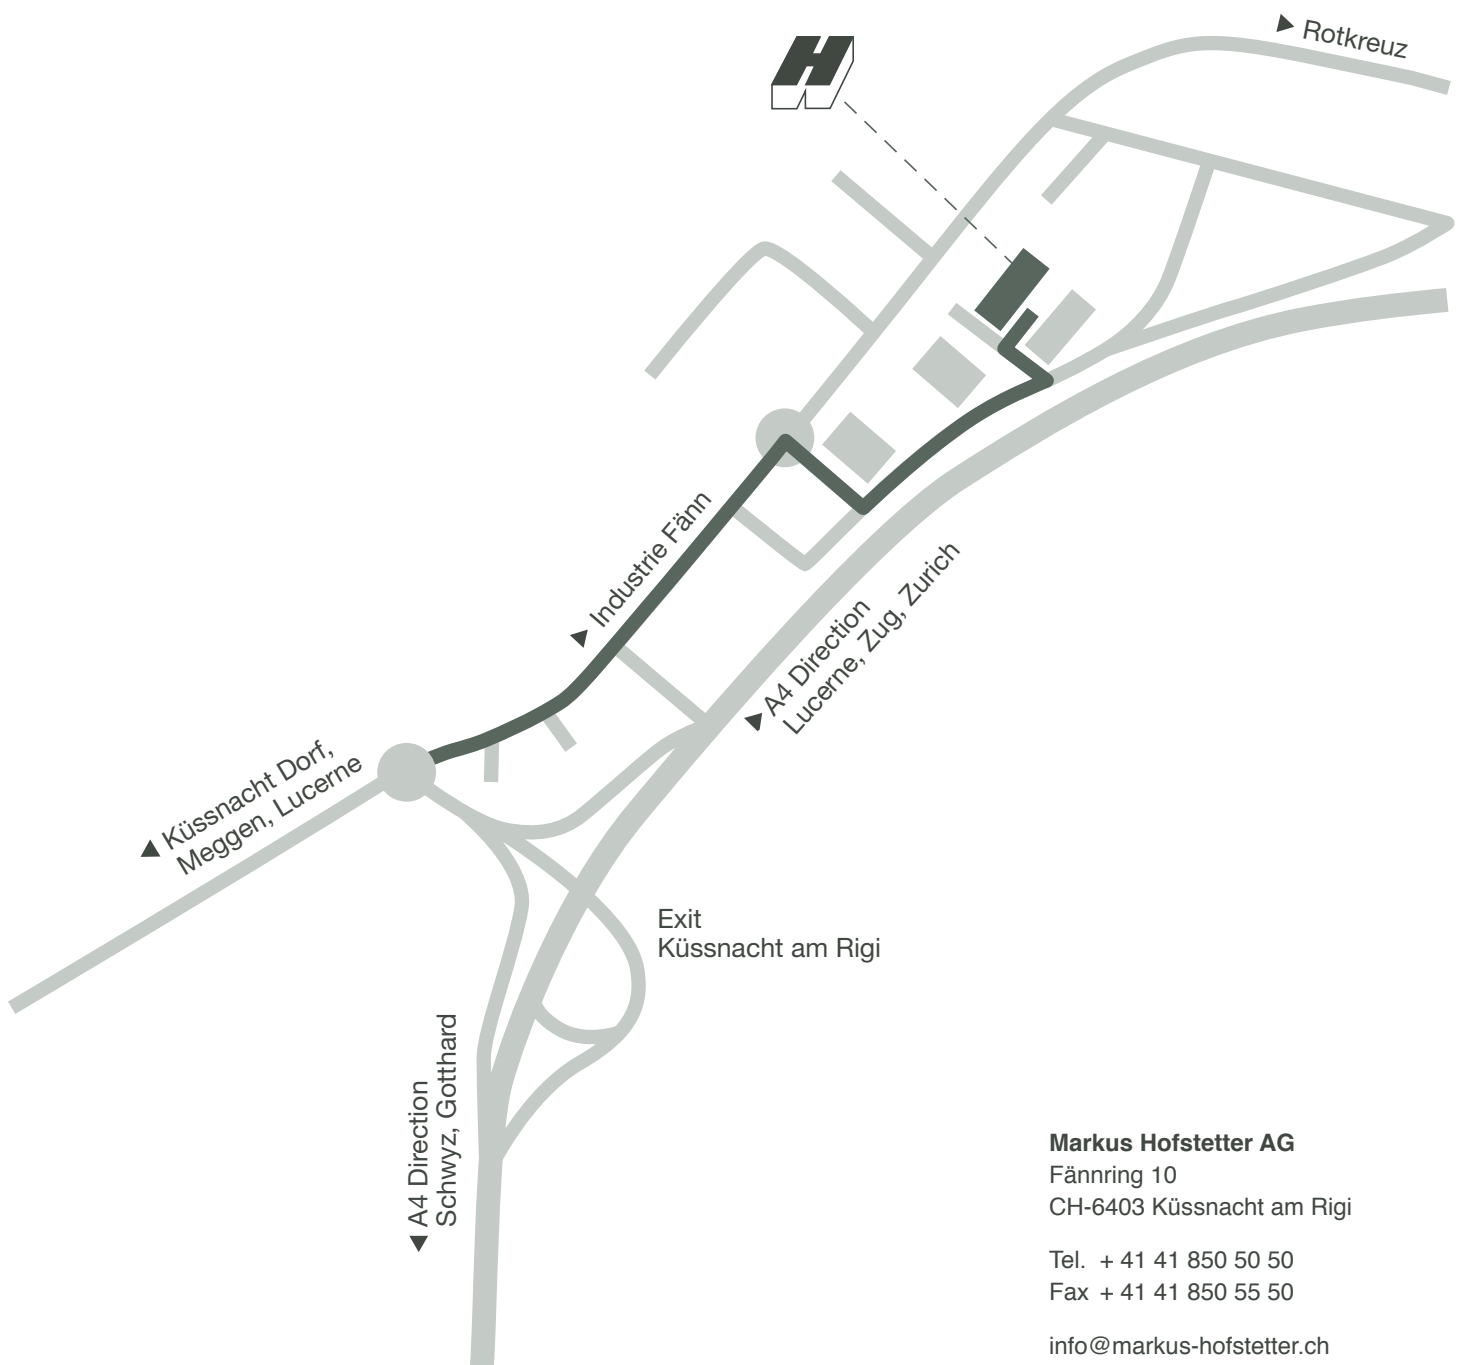 Rotkreuz
Industrie Fänn
A4 Direction
Lucerne, Zug, Zurich
Küssnacht Dorf,
Meggen, Lucerne
Exit
Küssnacht am Rigi
A4 Direction
Schwyz, Gotthard
Markus Hofstetter AG
Fännring 10
CH-6403 Küssnacht am Rigi
Tel. + 41 41 850 50 50
Fax + 41 41 850 55 50
info@markus-hofstetter.ch